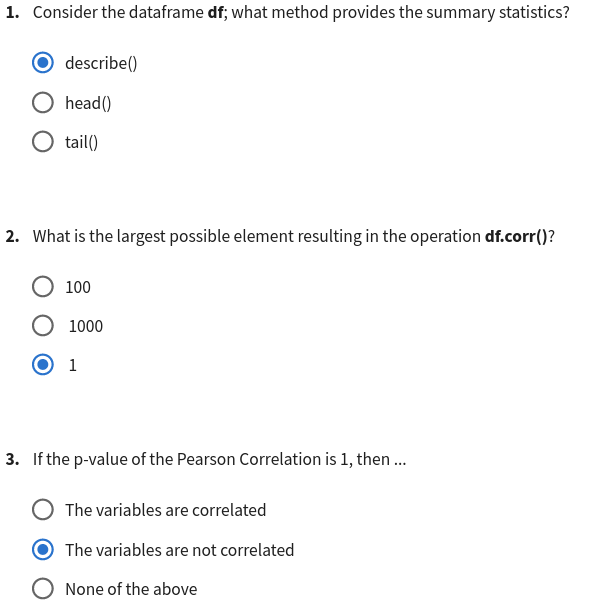 1. Consider the dataframe df; what method provides the summary statistics?
describe()
head()
tail()
2. What is the largest possible element resulting in the operation df.corr()?
100
1000
1
3. If the p-value of the Pearson Correlation is 1, then ...
The variables are correlated
The variables are not correlated
None of the above